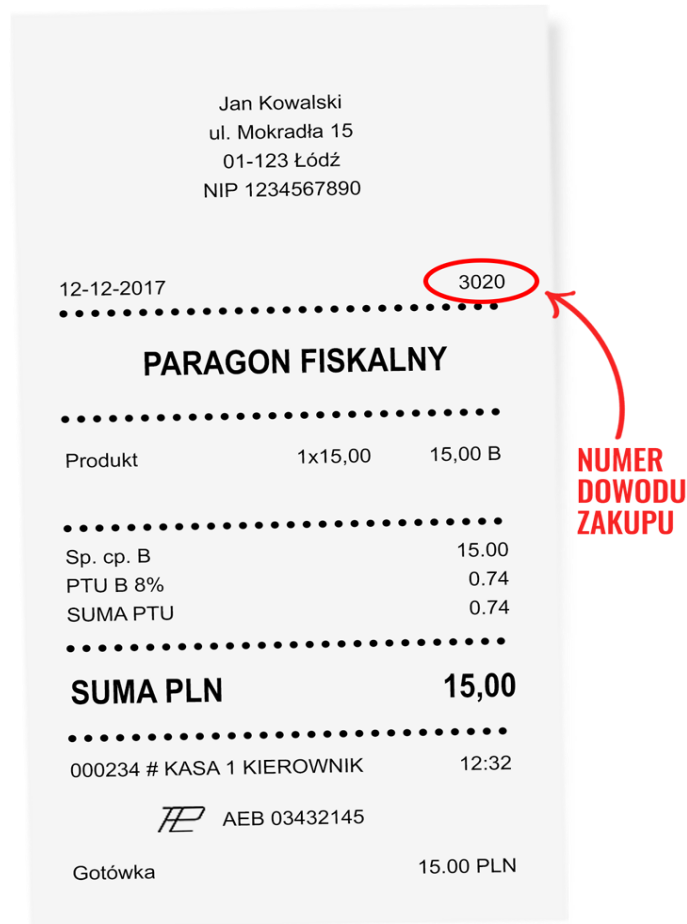 Jan Kowalski
ul. Mokradła 15
01-123 Łódź
NIP 1234567890
12-12-2017 3020
PARAGON FISKALNY
Produkt 1x15,00 15,00 B
NUMER
DOWODU
ZAKUPU
Sp. cp. B 15.00
PTU B 8% 0.74
SUMA PTU 0.74
SUMA PLN 15,00
000234 # KASA 1 KIEROWNIK 12:32
AEB 03432145
Gotówka 15.00 PLN